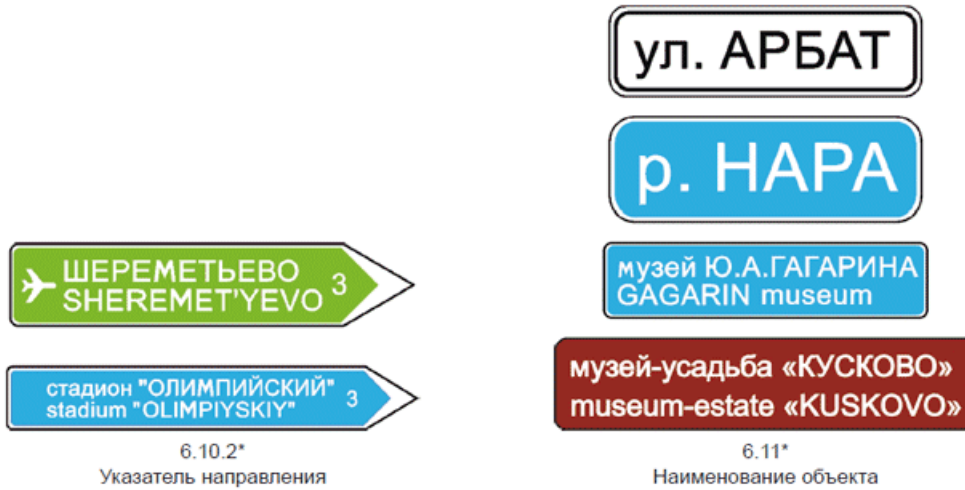 ул. АРБАТ
р. НАРА
ШЕРЕМЕТЬЕВО
SHEREMET'YEVO 3
музей Ю.А.ГАГАРИНА
GAGARIN museum
стадион "ОЛИМПИЙСКИЙ"
stadium "OLIMPIYSKIY" 3
музей-усадьба «КУСКОВО»
museum-estate «KUSKOVO»
6.10.2*
Указатель направления
6.11*
Наименование объекта